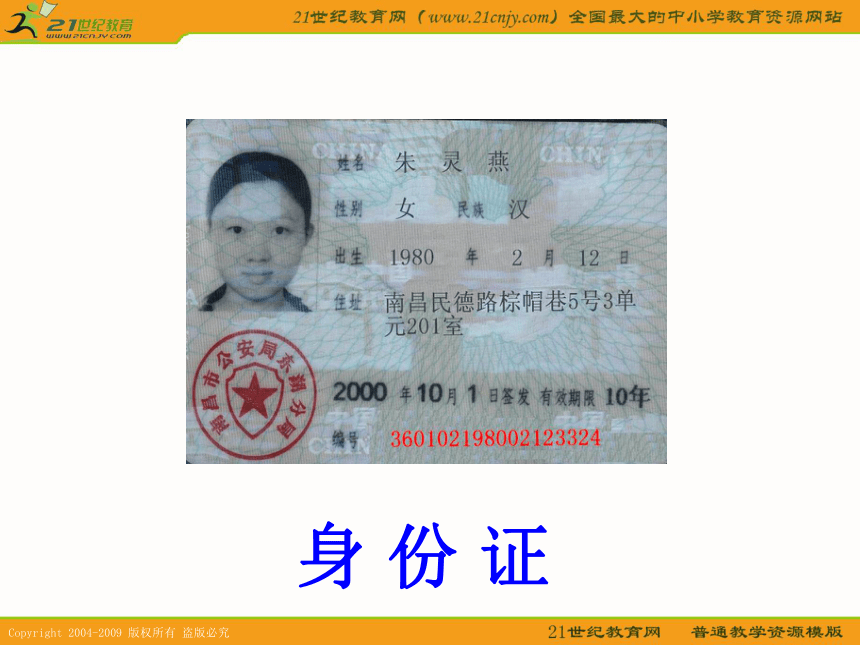 21世纪教育网
WWW.21CNJY.COM
21世纪教育网（www.21cnjy.com）全国最大的中小学教育资源网站
姓名 朱 灵 燕
性别 女 民族 汉
出生 1980 年 2 月 12 日
住址 南昌民德路棕帽巷5号3单
元201室
南昌市公安局东湖分局
2000 年 10 月 1 日签发 有效期限 10年
编号 360102198002123324
身份证
Copyright 2004-2009 版权所有 盗版必究
21世纪教育网 普通教学资源模版